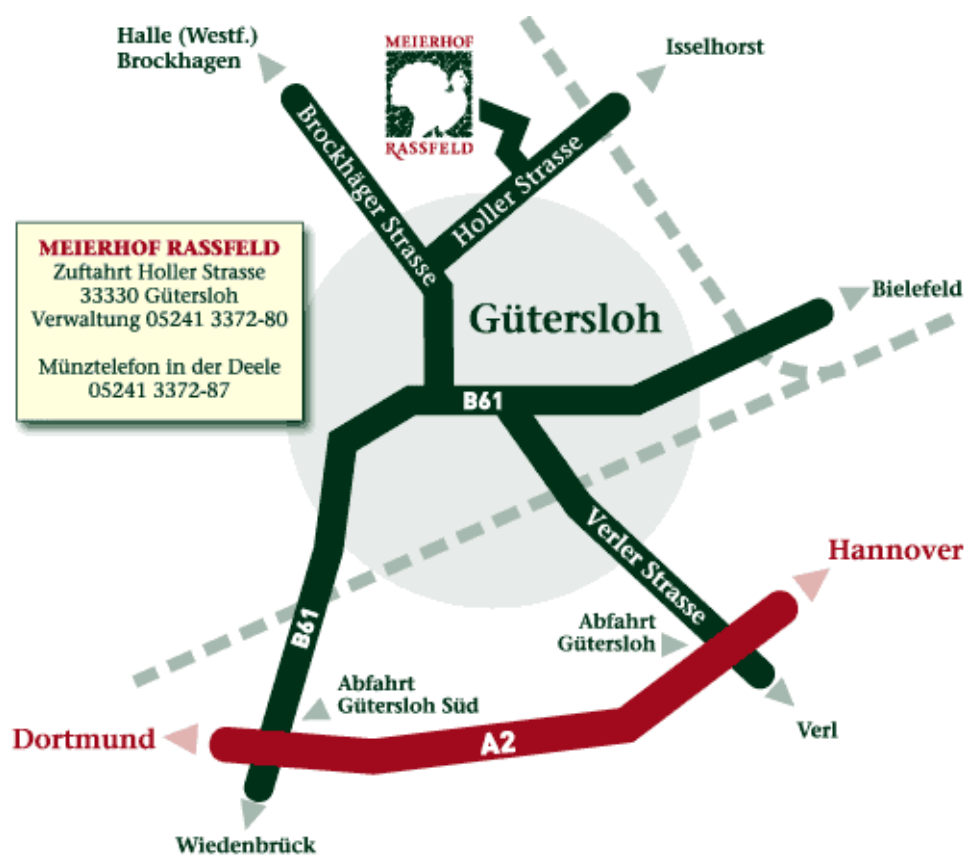 Halle (Westf.)
Brockhagen
MEIERHOF
RASSFELD
Isselhorst
Brockhäger Strasse
Holler Strasse
MEIERHOF RASSFELD
Zuftahrt Holler Strasse
33330 Gütersloh
Verwaltung 05241 3372-80
Münztelefon in der Deele
05241 3372-87
Gütersloh
Bielefeld
B61
Verler Strasse
Hannover
B61
Abfahrt
Gütersloh
Abfahrt
Gütersloh Süd
Dortmund
A2
Verl
Wiedenbrück